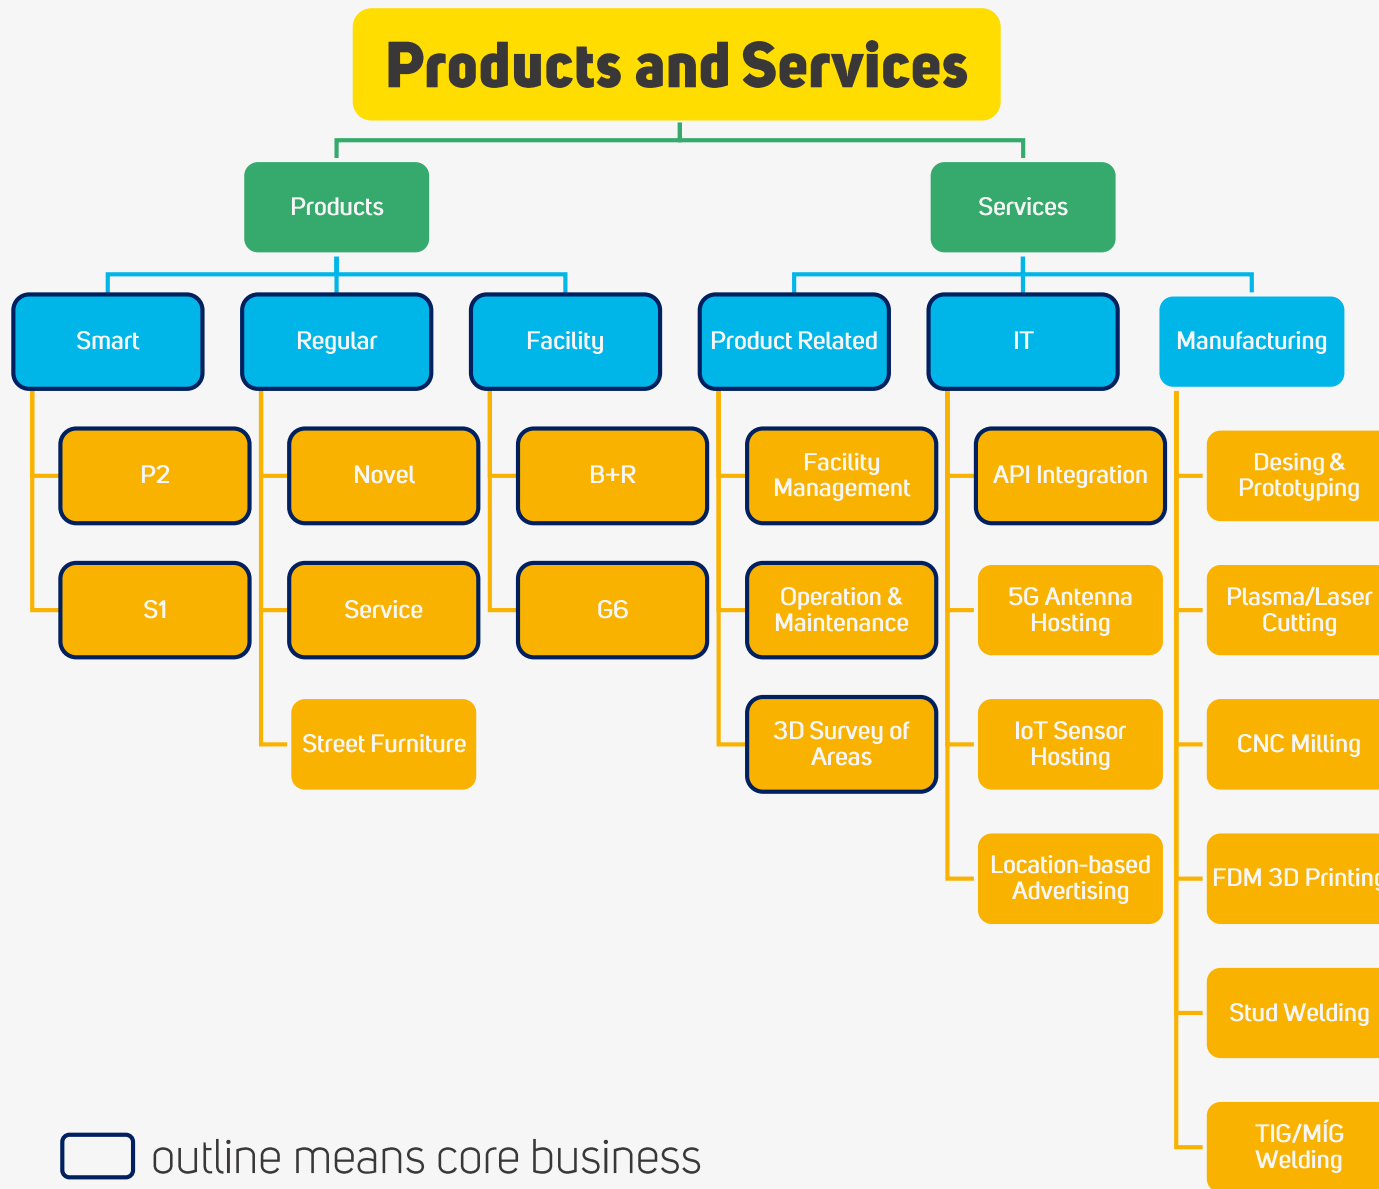 Products and Services
Products
Services
Smart
Regular
Facility
Product Related
IT
Manufacturing
P2
Novel
B+R
Facility
Management
API Integration
Desing &
Prototyping
S1
Service
G6
Operation &
Maintenance
5G Antenna
Hosting
Plasma/Laser
Cutting
Street Furniture
3D Survey of
Areas
IoT Sensor
Hosting
CNC Milling
Location-based
Advertising
FDM 3D Printing
Stud Welding
TIG/MÍG
Welding
outline means core business